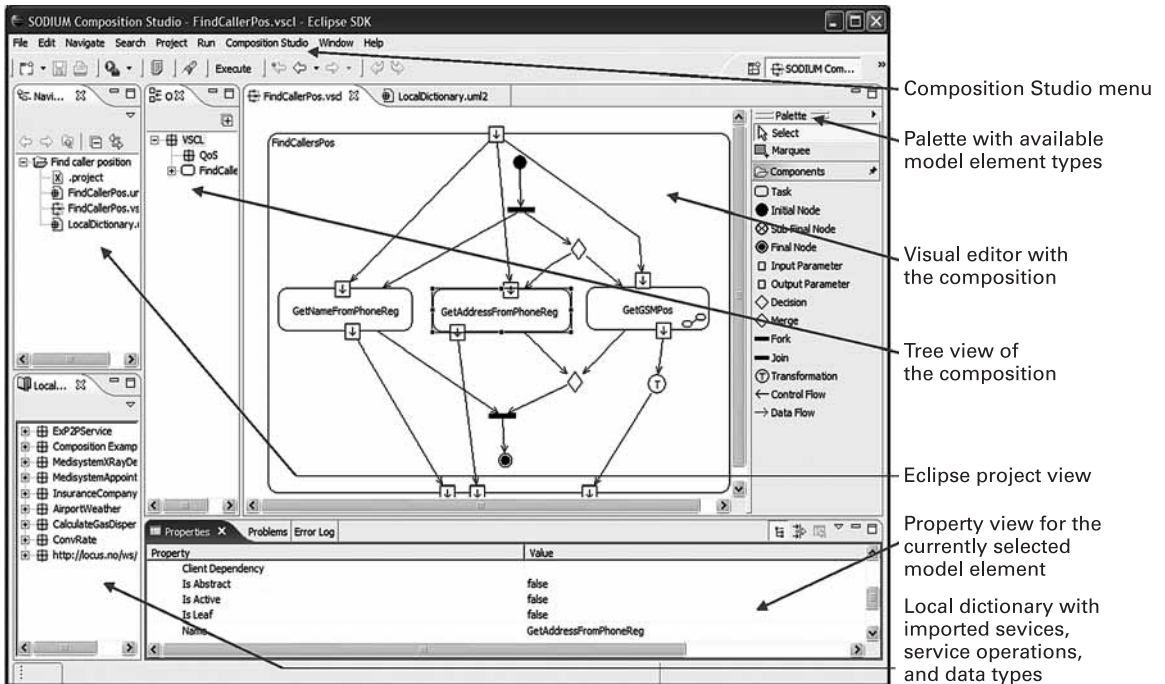 SODIUM Composition Studio - FindCallerPos.vscl - Eclipse SDK
File Edit Navigate Search Project Run Composition Studio Window Help
Execute
SODIUM Com...
Navi...
Find caller position
.project
FindCallerPos.ur
FindCallerPos.vs
LocalDictionary.u
O
VSCL
QoS
FindCalle
FindCallerPos.vsd
LocalDictionary.uml2
FindCallersPos
GetNameFromPhoneReg
GetAddressFromPhoneReg
GetGSMPos
T
Palette
Select
Marquee
Components
Task
Initial Node
Sub-Final Node
Final Node
Input Parameter
Output Parameter
Decision
Merge
Fork
Join
T Transformation
Control Flow
Data Flow
Local...
ExP2PService
Composition Examp
MedisystemXRayDe
MedisystemAppoint
InsuranceCompany
AirportWeather
CalculateGasDisper
ConvRate
http://locus.no/ws/
Properties Problems Error Log
Property Value
Client Dependency
Is Abstract false
Is Active false
Is Leaf false
Name GetAddressFromPhoneReg
Composition Studio menu
Palette with available
model element types
Visual editor with
the composition
Tree view of
the composition
Eclipse project view
Property view for the
currently selected
model element
Local dictionary with
imported sevices,
service operations,
and data types